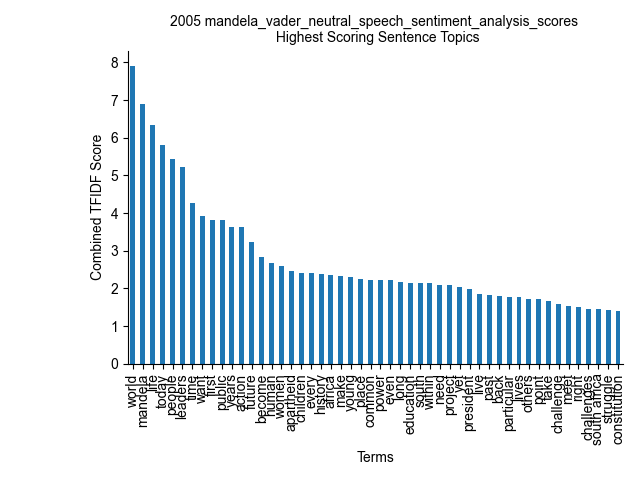 2005 mandela_vader_neutral_speech_sentiment_analysis_scores
Highest Scoring Sentence Topics
8
7
6
5
4
3
2
1
0
Combined TFIDF Score
world
mandela
life
today
people
leaders
time
want
first
public
years
action
future
become
human
women
apartheid
children
every
history
africa
make
young
place
common
power
even
long
education
south
within
need
project
yet
president
live
past
back
particular
lives
others
point
take
challenge
meet
right
challenges
south africa
struggle
constitution
Terms